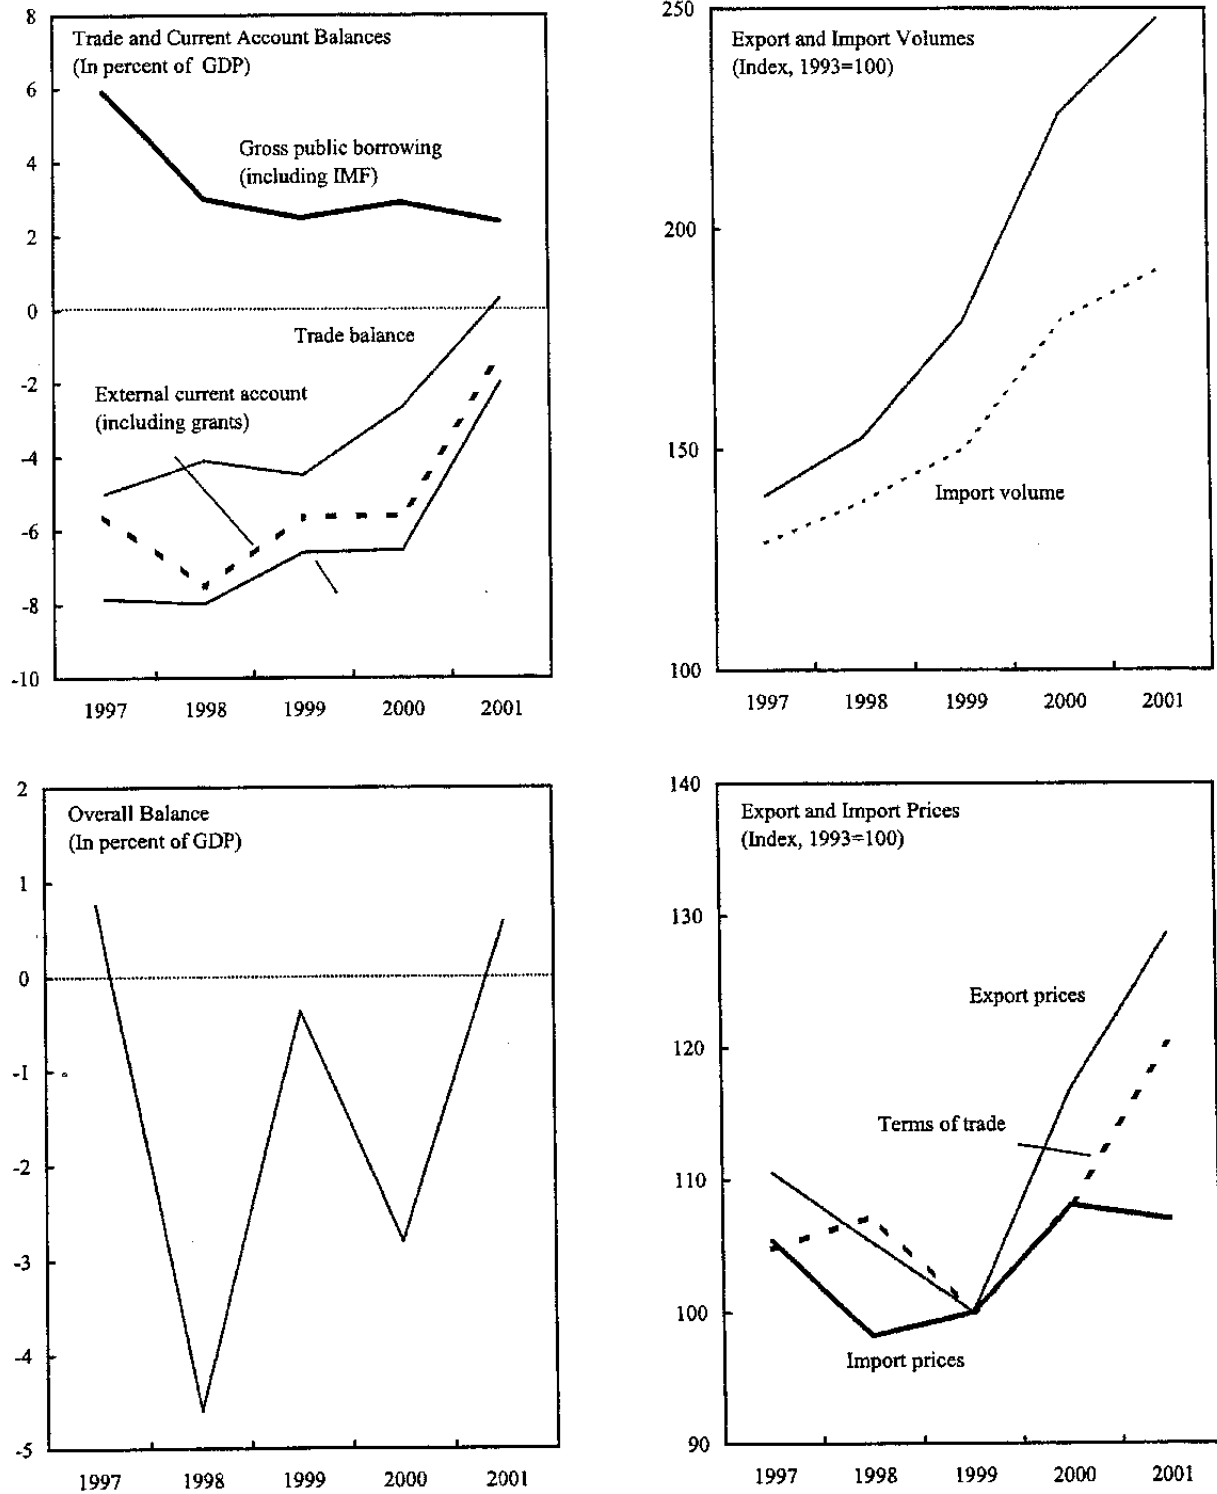 Trade and Current Account Balances
(In percent of GDP)
8
6
4
2
0
-2
-4
-6
-8
-10
Gross public borrowing
(including IMF)
Trade balance
External current account
(including grants)
1997 1998 1999 2000 2001
Export and Import Volumes
(Index, 1993=100)
250
200
150
100
Import volume
1997 1998 1999 2000 2001
Overall Balance
(In percent of GDP)
2
1
0
-1
-2
-3
-4
-5
1997 1998 1999 2000 2001
Export and Import Prices
(Index, 1993=100)
140
130
120
110
100
90
Export prices
Terms of trade
Import prices
1997 1998 1999 2000 2001